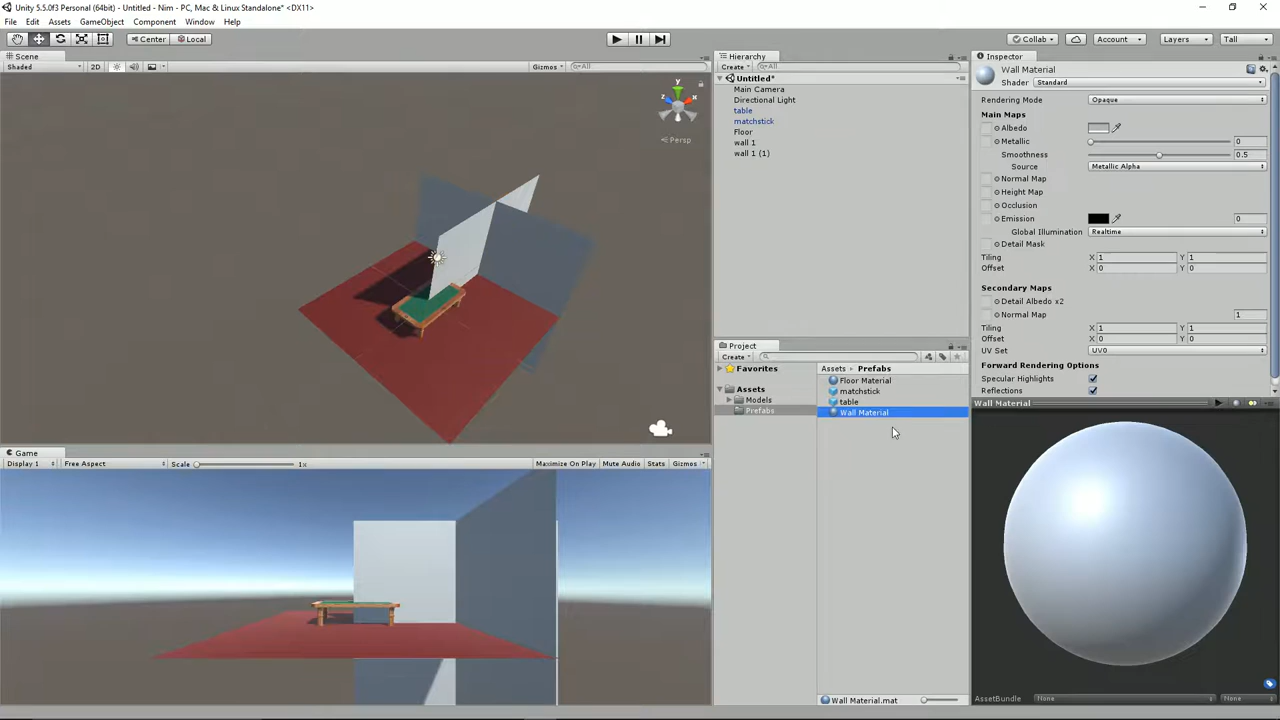 Unity 5.5.0f3 Personal (64bit) - Untitled - Nim - PC, Mac & Linux Standalone* <DX11>
File Edit Assets GameObject Component Window Help
Center Local Collab Account Layers Tall
Scene
Shaded 2D Gizmos All
y
z x
Persp
Hierarchy
Create All
Untitled*
Main Camera
Directional Light
table
matchstick
Floor
wall 1
wall 1 (1)
Project
Create
Favorites
Assets
Models
Prefabs
Assets Prefabs
Floor Material
matchstick
table
Wall Material
Wall Material.mat
Game
Display 1 Free Aspect Scale 1x Maximize On Play Mute Audio Stats Gizmos
Inspector
Wall Material
Shader Standard
Rendering Mode Opaque
Main Maps
Albedo
Metallic 0
Smoothness 0.5
Source Metallic Alpha
Normal Map
Height Map
Occlusion
Emission 0
Global Illumination Realtime
Detail Mask
Tiling X 1 Y 1
Offset X 0 Y 0
Secondary Maps
Detail Albedo x2
Normal Map 1
Tiling X 1 Y 1
Offset X 0 Y 0
UV Set UV0
Forward Rendering Options
Specular Highlights
Reflections
Wall Material
AssetBundle None None